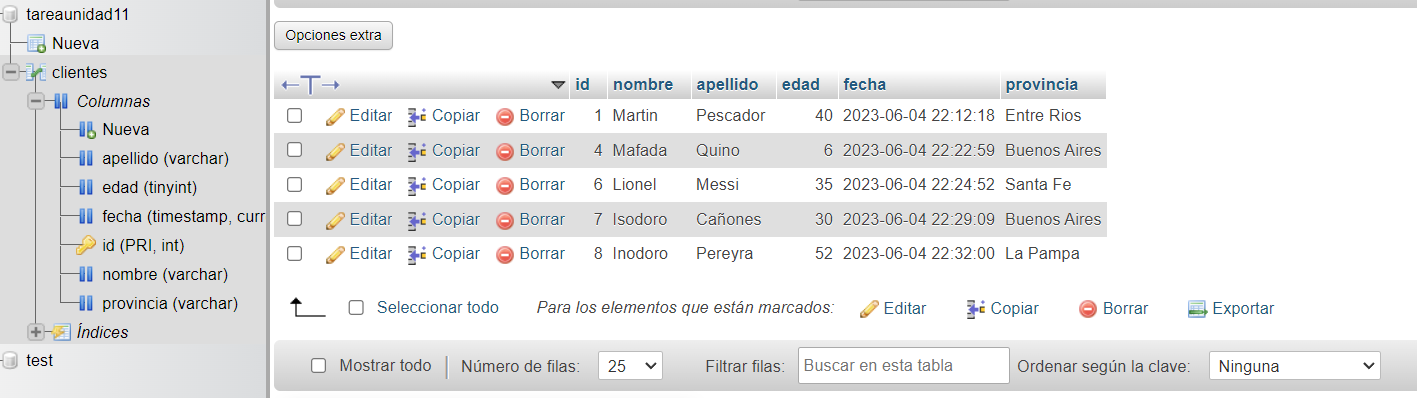 tareaunidad11
Nueva
clientes
Columnas
Nueva
apellido (varchar)
edad (tinyint)
fecha (timestamp, curr
id (PRI, int)
nombre (varchar)
provincia (varchar)
Índices
test
Opciones extra
id nombre apellido edad fecha provincia
Editar Copiar Borrar 1 Martin Pescador 40 2023-06-04 22:12:18 Entre Rios
Editar Copiar Borrar 4 Mafada Quino 6 2023-06-04 22:22:59 Buenos Aires
Editar Copiar Borrar 6 Lionel Messi 35 2023-06-04 22:24:52 Santa Fe
Editar Copiar Borrar 7 Isodoro Cañones 30 2023-06-04 22:29:09 Buenos Aires
Editar Copiar Borrar 8 Inodoro Pereyra 52 2023-06-04 22:32:00 La Pampa
Seleccionar todo Para los elementos que están marcados: Editar Copiar Borrar Exportar
Mostrar todo Número de filas: 25 Filtrar filas: Buscar en esta tabla Ordenar según la clave: Ninguna